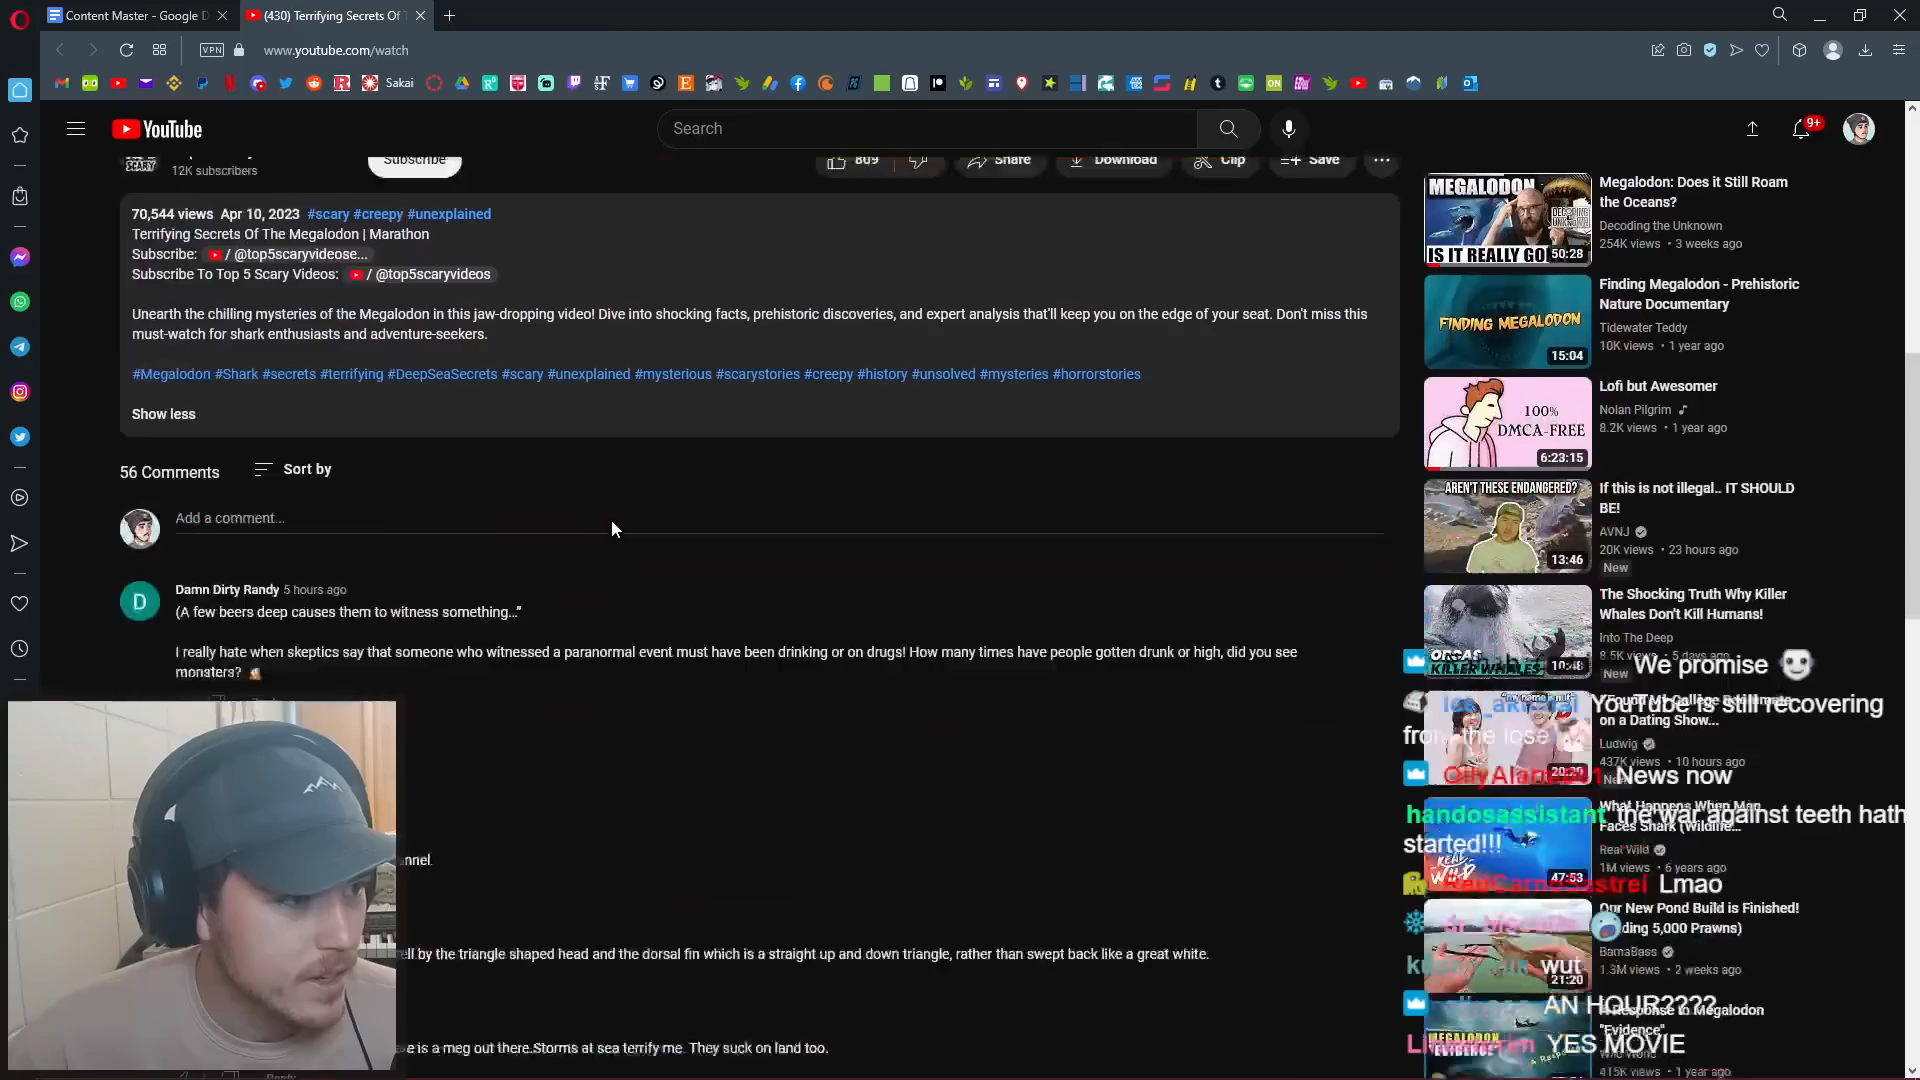 Content Master - Google D
(430) Terrifying Secrets Of T
VPN
www.youtube.com/watch
Sakai
YouTube
Search
9+
SCARY
12K subscribers
Subscribe
809
Share
Download
Clip
Save
70,544 views Apr 10, 2023 #scary #creepy #unexplained
Terrifying Secrets Of The Megalodon | Marathon
Subscribe: / @top5scaryvideose...
Subscribe To Top 5 Scary Videos: / @top5scaryvideos
Unearth the chilling mysteries of the Megalodon in this jaw-dropping video! Dive into shocking facts, prehistoric discoveries, and expert analysis that'll keep you on the edge of your seat. Don't miss this
must-watch for shark enthusiasts and adventure-seekers.
#Megalodon #Shark #secrets #terrifying #DeepSeaSecrets #scary #unexplained #mysterious #scarystories #creepy #history #unsolved #mysteries #horrorstories
Show less
56 Comments
Sort by
Add a comment...
Damn Dirty Randy 5 hours ago
(A few beers deep causes them to witness something..."
I really hate when skeptics say that someone who witnessed a paranormal event must have been drinking or on drugs! How many times have people gotten drunk or high, did you see
monsters?
nnel.
ll by the triangle shaped head and the dorsal fin which is a straight up and down triangle, rather than swept back like a great white.
e is a meg out there.Storms at sea terrify me. They suck on land too.
MEGALODON
DECODING THE UNKNOWN
IS IT REALLY GO
50:28
Megalodon: Does it Still Roam
the Oceans?
Decoding the Unknown
254K views • 3 weeks ago
FINDING MEGALODON
15:04
Finding Megalodon - Prehistoric
Nature Documentary
Tidewater Teddy
10K views • 1 year ago
100%
DMCA-FREE
6:23:15
Lofi but Awesomer
Nolan Pilgrim
8.2K views • 1 year ago
AREN'T THESE ENDANGERED?
13:46
If this is not illegal.. IT SHOULD
BE!
AVNJ
20K views • 23 hours ago
New
ORCAS
KILLER WHALES
10:48
The Shocking Truth Why Killer
Whales Don't Kill Humans!
Into The Deep
8.5K views • 5 days ago
New
We promise
20:20
on a Dating Show...
Ludwig
437K views • 10 hours ago
YouTube is still recovering
from the lose
News now
REAL WILD
47:53
What Happens When Man
Faces Shark (Wildlife...
Real Wild
1M views • 6 years ago
handosassistant the war against teeth hath
started!!!
Lmao
21:20
Our New Pond Build is Finished!
ding 5,000 Prawns)
BamaBass
1.3M views • 2 weeks ago
wut
AN HOUR????
MEGALODON
A Response to Megalodon
"Evidence"
415K views • 1 year ago
YES MOVIE